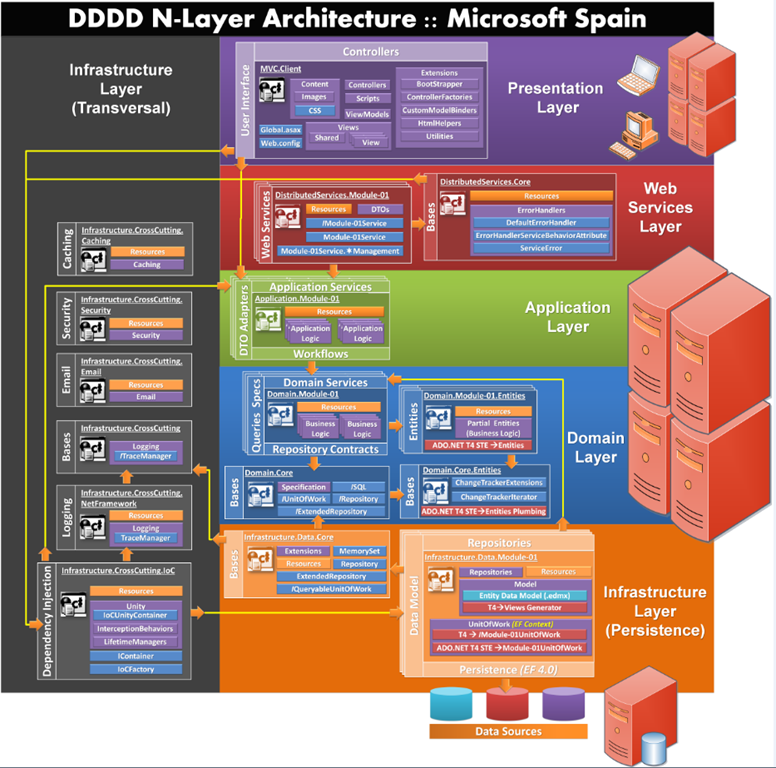 DDDD N-Layer Architecture :: Microsoft Spain
Infrastructure
Layer
(Transversal)
Controllers
User Interface
MVC.Client
Content
Images
CSS
Controllers
Scripts
ViewModels
Global.asax
Web.config
Views
Shared
View
Extensions
BootStrapper
ControllerFactories
CustomModelBinders
HtmlHelpers
Utilities
Presentation
Layer
Web Services
DistributedServices.Module-01
Resources
DTOs
IModule-01Service
Module-01Service
Module-01Service.*Management
Bases
DistributedServices.Core
Resources
ErrorHandlers
DefaultErrorHandler
ErrorHandlerServiceBehaviorAttribute
ServiceError
Web
Services
Layer
Caching
Infrastructure.CrossCutting.
Caching
Resources
Caching
Security
Infrastructure.CrossCutting.
Security
Resources
Security
Email
Infrastructure.CrossCutting.
Email
Resources
Email
Bases
Infrastructure.CrossCutting
Logging
ITraceManager
Logging
Infrastructure.CrossCutting.
NetFramework
Resources
Logging
TraceManager
Dependency Injection
Infrastructure.CrossCutting.IoC
Resources
Unity
IoCUnityContainer
InterceptionBehaviors
LifetimeManagers
IContainer
IoCFactory
DTO Adapters
Application Services
Application.Module-01
Resources
Application
Logic
Application
Logic
Workflows
Application
Layer
Queries Specs
Domain Services
Domain.Module-01
Resources
Business
Logic
Business
Logic
Repository Contracts
Entities
Domain.Module-01.Entities
Resources
Partial Entities
(Business Logic)
ADO.NET T4 STE→Entities
Domain
Layer
Bases
Domain.Core
Specification
ISQL
IUnitOfWork
IRepository
IExtendedRepository
Bases
Domain.Core.Entities
ChangeTrackerExtensions
ChangeTrackerIterator
ADO.NET T4 STE→Entities Plumbing
Bases
Infrastructure.Data.Core
Extensions
MemorySet
Resources
Repository
ExtendedRepository
IQueryableUnitOfWork
Data Model
Repositories
Infrastructure.Data.Module-01
Repositories
Resources
Model
Entity Data Model (.edmx)
T4→Views Generator
UnitOfWork (EF Context)
T4 → IModule-01UnitOfWork
ADO.NET T4 STE→Module-01UnitOfWork
Persistence (EF 4.0)
Infrastructure
Layer
(Persistence)
Data Sources